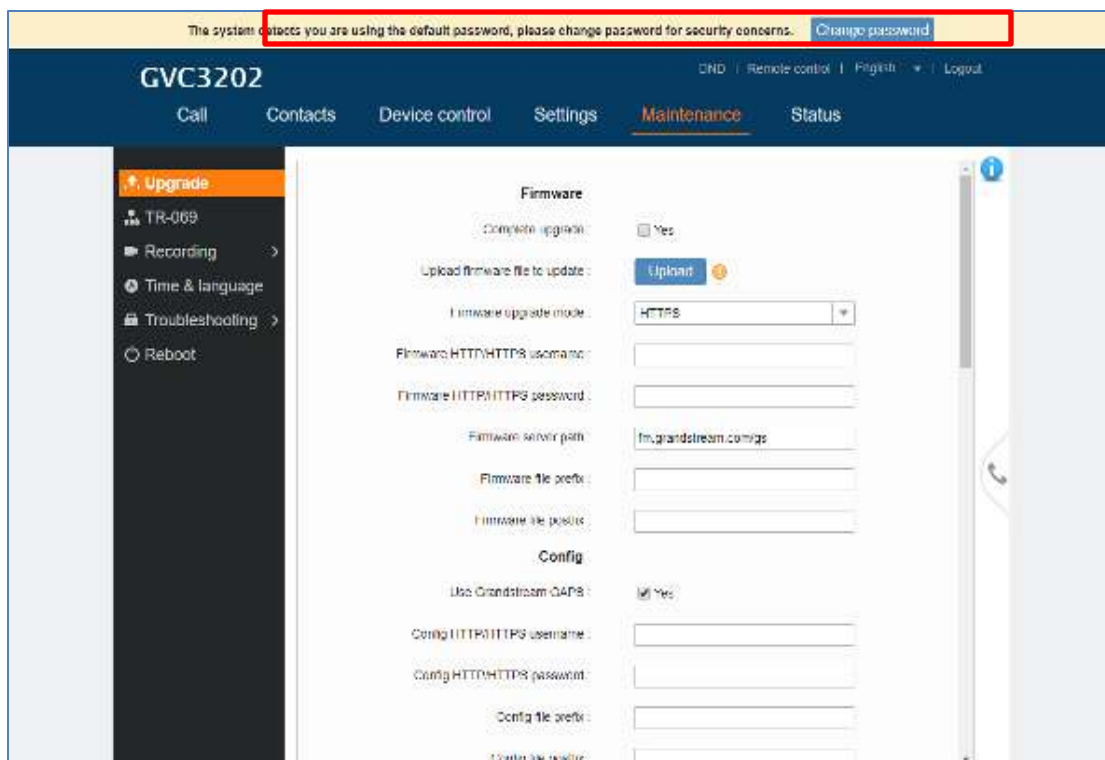 The system detects you are using the default password, please change password for security concerns. Change password
GVC3202
DND | Remote control | English | Logout
Call Contacts Device control Settings Maintenance Status
Upgrade
TR-069
Recording
Time & language
Troubleshooting
Reboot
Firmware
Complete upgrade : Yes
Upload firmware file to update : Upload
Firmware upgrade mode : HTTPS
Firmware HTTP/HTTPS username :
Firmware HTTP/HTTPS password :
Firmware server path : fm.grandstream.com/gs
Firmware file prefix :
Firmware file postfix :
Config
Use Grandstream GAPS : Yes
Config HTTP/HTTPS username :
Config HTTP/HTTPS password :
Config file prefix :
Config file postfix